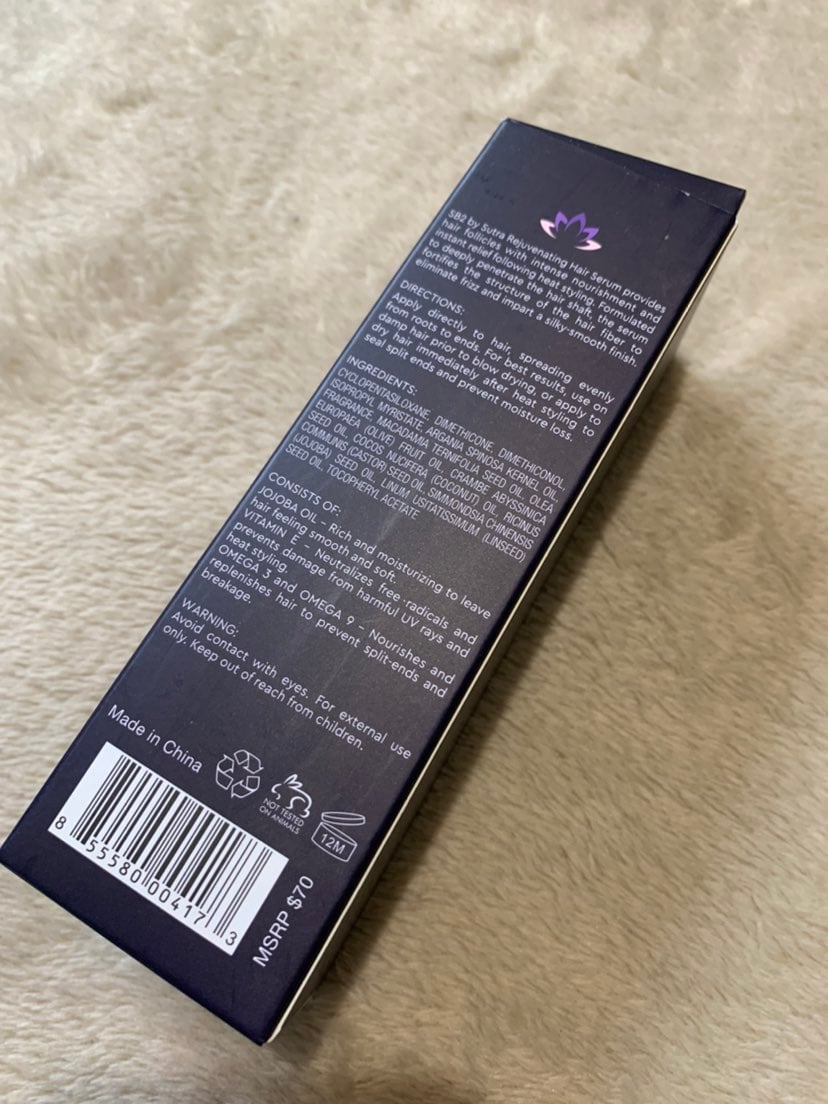 SB2 by Sutra Rejuvenating Hair Serum provides
hair follicles with intense nourishment and
instant relief following heat styling. Formulated
to deeply penetrate the hair shaft, the serum
fortifies the structure of the hair fiber to
eliminate frizz and impart a silky-smooth finish.
DIRECTIONS:
Apply directly to hair, spreading evenly
from roots to ends. For best results, use on
damp hair prior to blow drying, or apply to
dry hair immediately after heat styling to
seal split ends and prevent moisture loss.
INGREDIENTS:
CYCLOPENTASILOXANE, DIMETHICONE, DIMETHICONOL,
ISOPROPYL MYRISTATE, ARGANIA SPINOSA KERNEL OIL,
FRAGRANCE, MACADAMIA TERNIFOLIA SEED OIL, OLEA
EUROPAEA (OLIVE) FRUIT OIL, CRAMBE ABYSSINICA
SEED OIL, COCOS NUCIFERA (COCONUT) OIL, RICINUS
COMMUNIS (CASTOR) SEED OIL, SIMMONDSIA CHINENSIS
(JOJOBA) SEED OIL, LINUM USITATISSIMUM (LINSEED)
SEED OIL, TOCOPHERYL ACETATE
CONSISTS OF:
JOJOBA OIL – Rich and moisturizing to leave
hair feeling smooth and soft.
VITAMIN E – Neutralizes free radicals and
prevents damage from harmful UV rays and
heat styling.
OMEGA 3 and OMEGA 9 – Nourishes and
replenishes hair to prevent split-ends and
breakage.
WARNING:
Avoid contact with eyes. For external use
only. Keep out of reach from children.
Made in China
NOT TESTED
ON ANIMALS
12M
8 55580 00417 3
MSRP $70